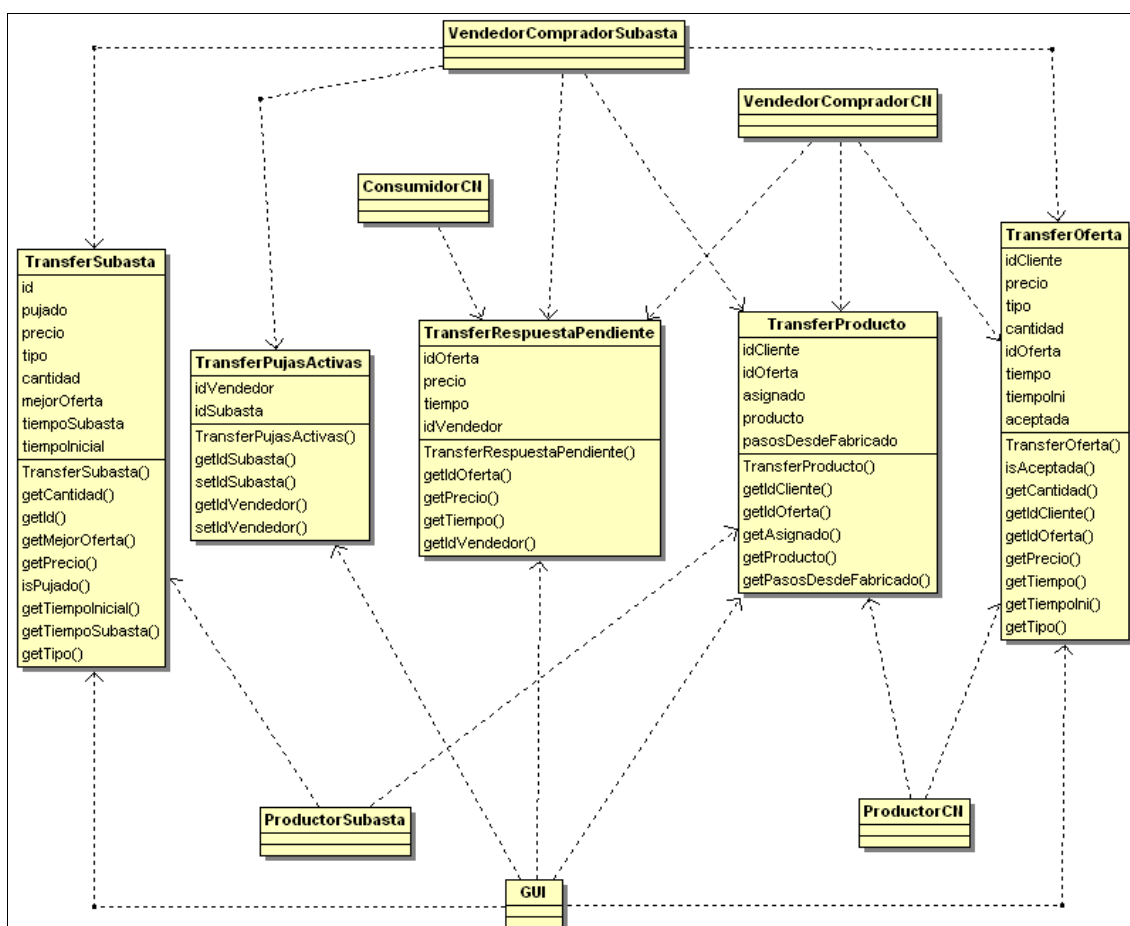 VendedorCompradorSubasta
VendedorCompradorCN
ConsumidorCN
TransferSubasta
id
pujado
precio
tipo
cantidad
mejorOferta
tiempoSubasta
tiempoInicial
TransferSubasta()
getCantidad()
getId()
getMejorOferta()
getPrecio()
isPujado()
getTiempoInicial()
getTiempoSubasta()
getTipo()
TransferPujasActivas
idVendedor
idSubasta
TransferPujasActivas()
getIdSubasta()
setIdSubasta()
getIdVendedor()
setIdVendedor()
TransferRespuestaPendiente
idOferta
precio
tiempo
idVendedor
TransferRespuestaPendiente()
getIdOferta()
getPrecio()
getTiempo()
getIdVendedor()
TransferProducto
idCliente
idOferta
asignado
producto
pasosDesdeFabricado
TransferProducto()
getIdCliente()
getIdOferta()
getAsignado()
getProducto()
getPasosDesdeFabricado()
TransferOferta
idCliente
precio
tipo
cantidad
idOferta
tiempo
tiempoIni
aceptada
TransferOferta()
isAceptada()
getCantidad()
getIdCliente()
getIdOferta()
getPrecio()
getTiempo()
getTiempoIni()
getTipo()
ProductorSubasta
ProductorCN
GUI